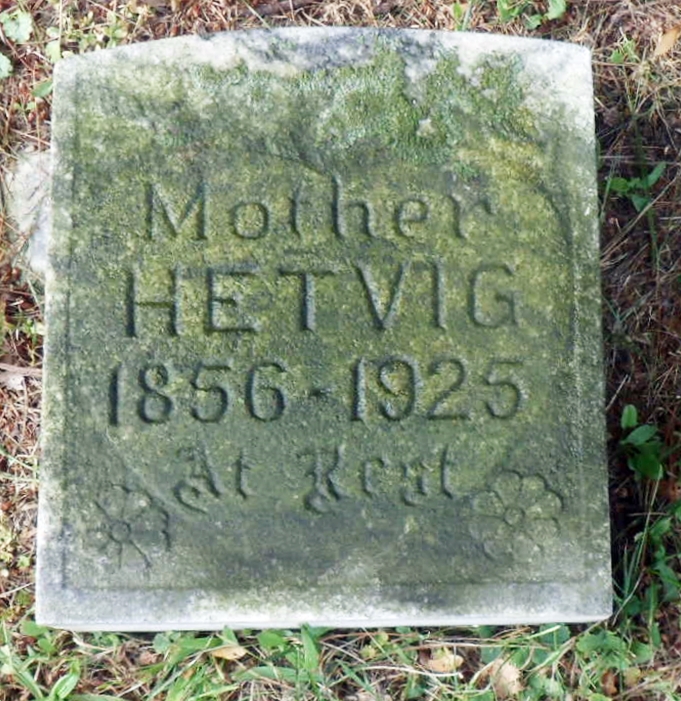 Mother
HETVIG
1856-1925
At Rest